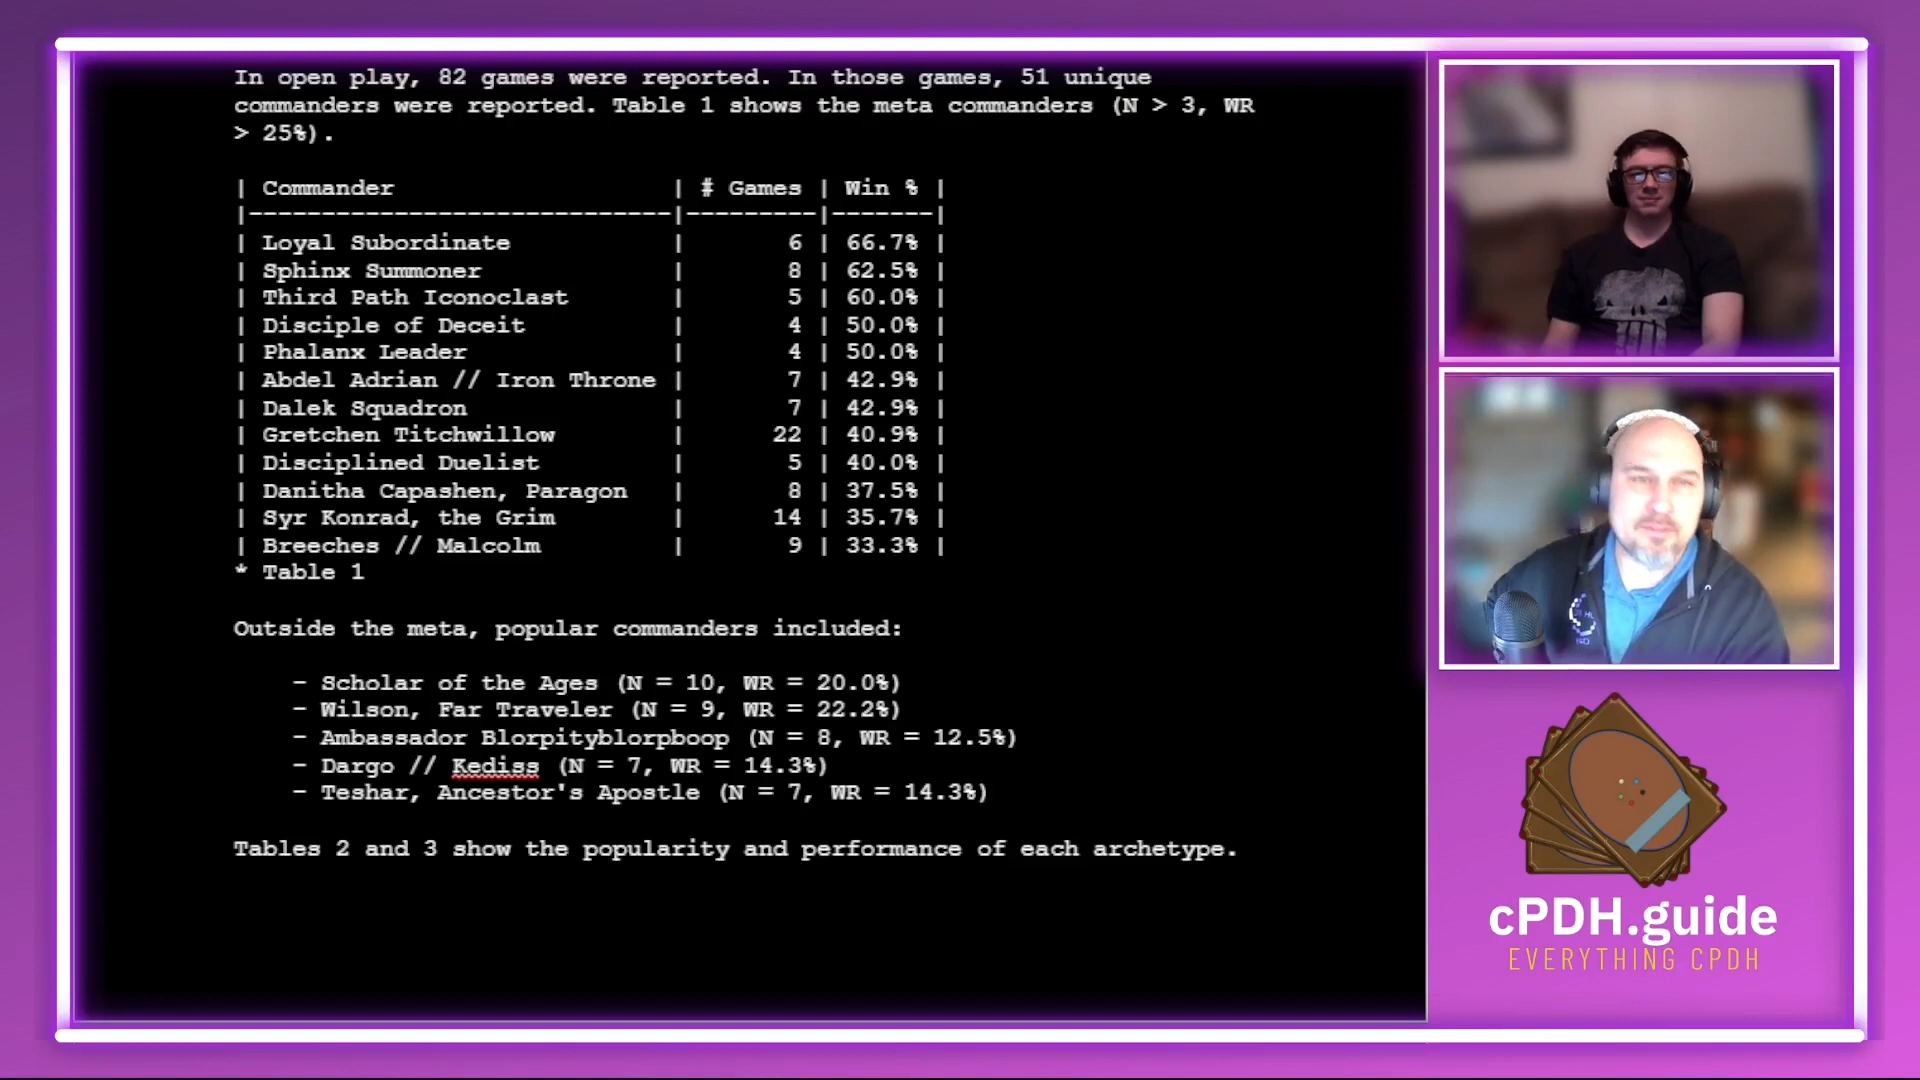 In open play, 82 games were reported. In those games, 51 unique
commanders were reported. Table 1 shows the meta commanders (N > 3, WR
> 25%).
| Commander | # Games | Win % |
|-----------------------------|---------|-------|
| Loyal Subordinate | 6 | 66.7% |
| Sphinx Summoner | 8 | 62.5% |
| Third Path Iconoclast | 5 | 60.0% |
| Disciple of Deceit | 4 | 50.0% |
| Phalanx Leader | 4 | 50.0% |
| Abdel Adrian // Iron Throne | 7 | 42.9% |
| Dalek Squadron | 7 | 42.9% |
| Gretchen Titchwillow | 22 | 40.9% |
| Disciplined Duelist | 5 | 40.0% |
| Danitha Capashen, Paragon | 8 | 37.5% |
| Syr Konrad, the Grim | 14 | 35.7% |
| Breeches // Malcolm | 9 | 33.3% |
* Table 1
Outside the meta, popular commanders included:
- Scholar of the Ages (N = 10, WR = 20.0%)
- Wilson, Far Traveler (N = 9, WR = 22.2%)
- Ambassador Blorpityblorpboop (N = 8, WR = 12.5%)
- Dargo // Kediss (N = 7, WR = 14.3%)
- Teshar, Ancestor's Apostle (N = 7, WR = 14.3%)
Tables 2 and 3 show the popularity and performance of each archetype.
cPDH.guide
EVERYTHING CPDH